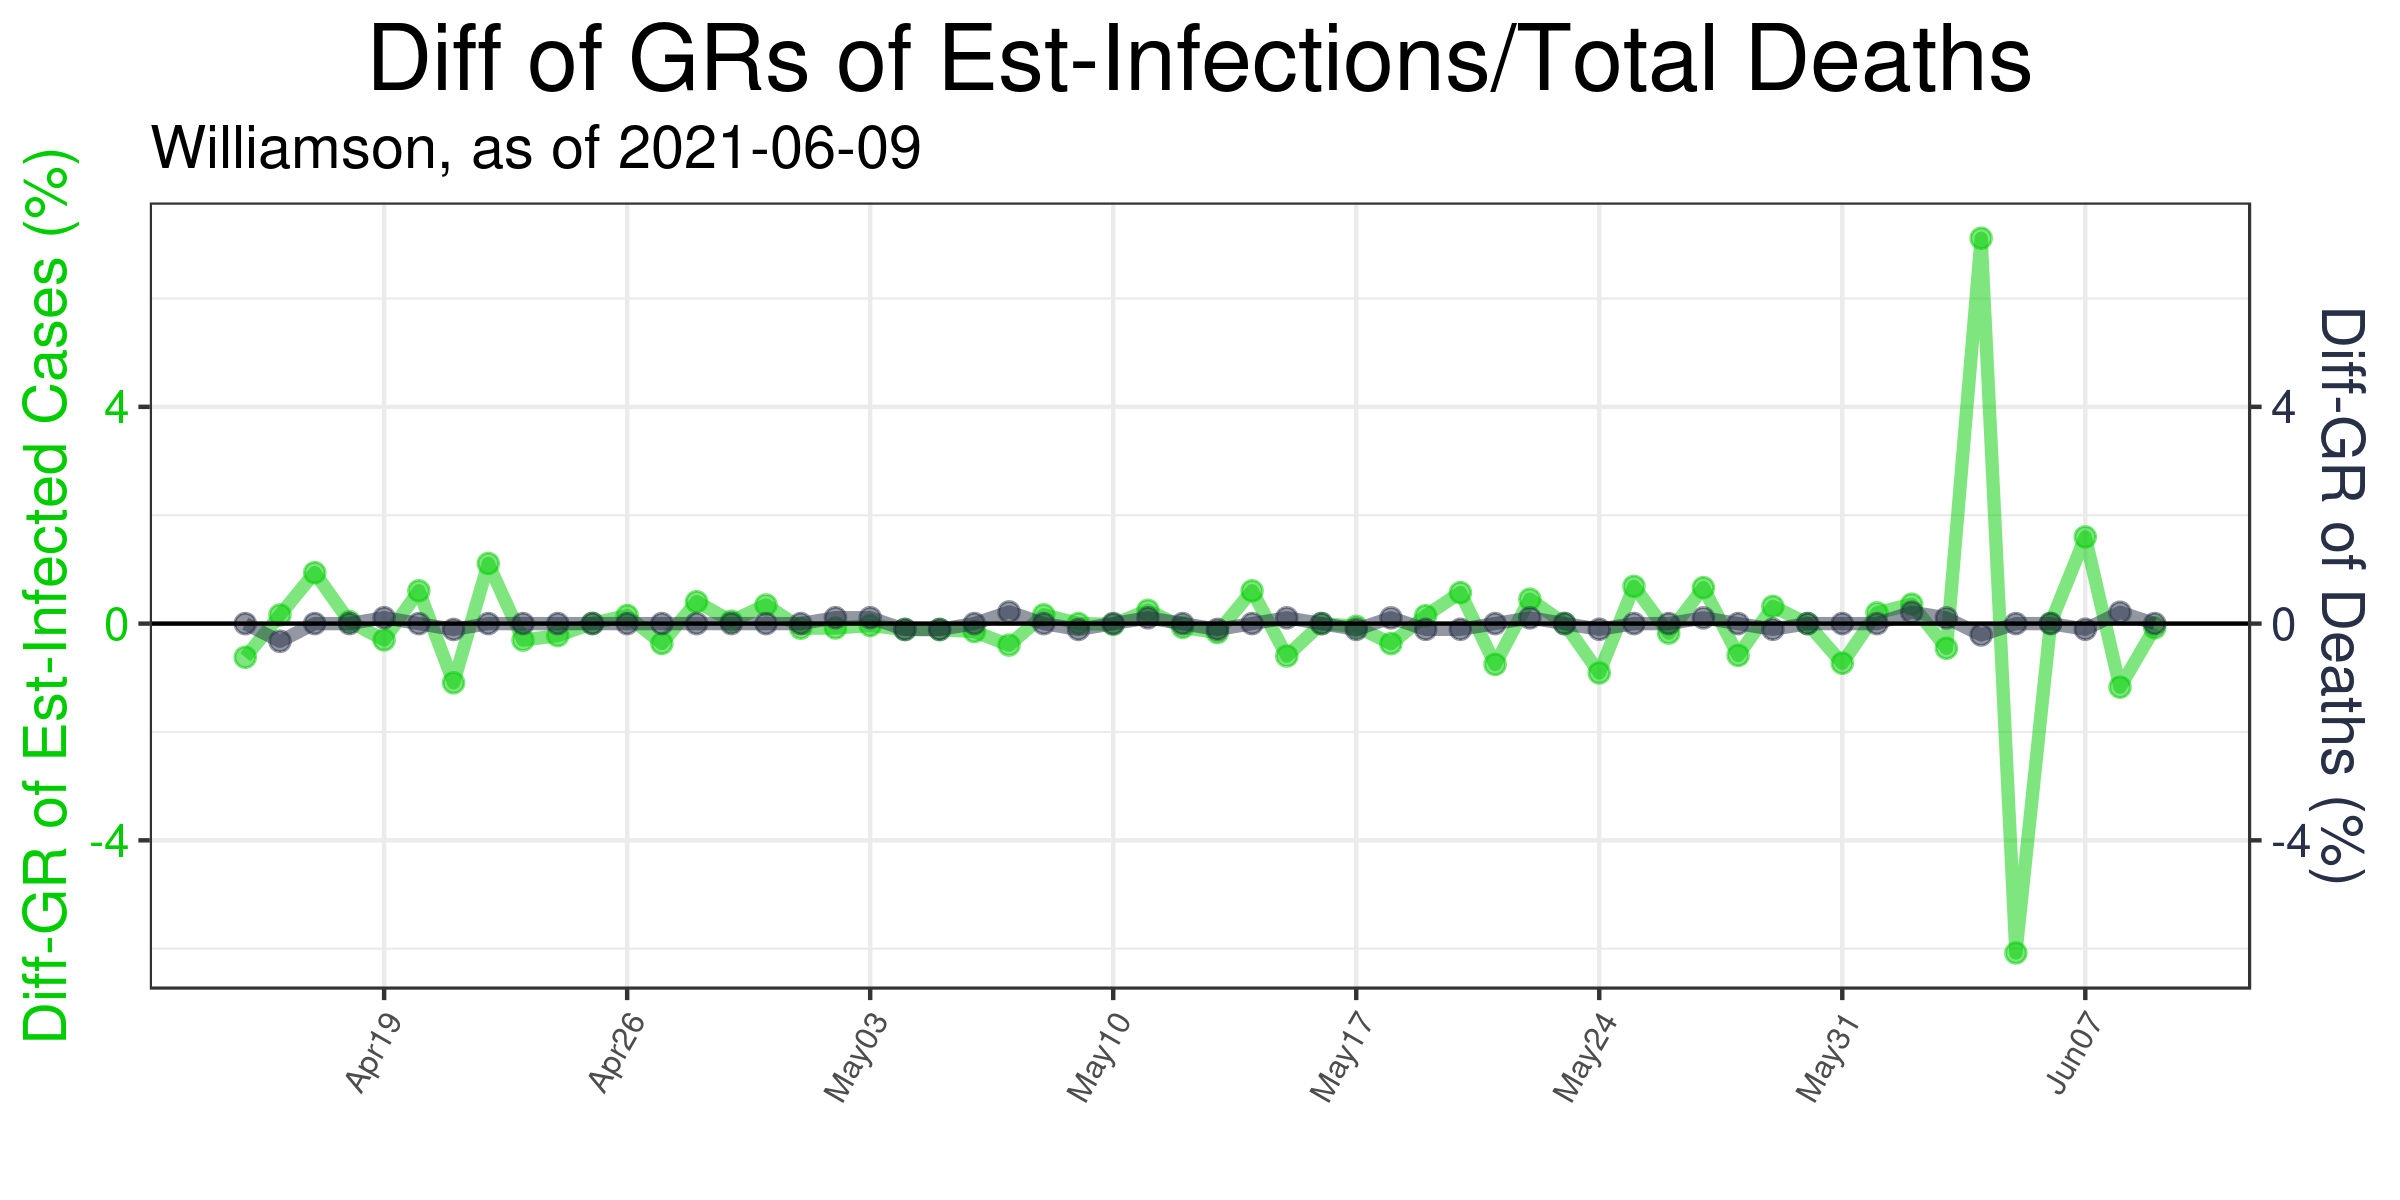 Diff of GRs of Est-Infections/Total Deaths
Williamson, as of 2021-06-09
Diff-GR of Est-Infected Cases (%)
4
0
-4
4
0
-4
Diff-GR of Deaths (%)
Apr19
Apr26
May03
May10
May17
May24
May31
Jun07